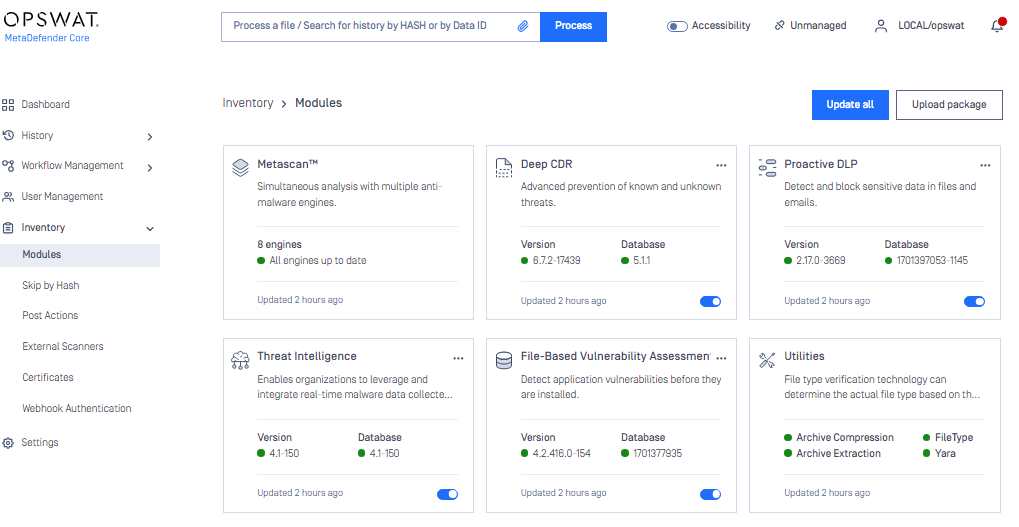 OPSWAT.
MetaDefender Core
Process a file / Search for history by HASH or by Data ID
Process
Accessibility
Unmanaged
LOCAL/opswat
Dashboard
History
Workflow Management
User Management
Inventory
Modules
Skip by Hash
Post Actions
External Scanners
Certificates
Webhook Authentication
Settings
Inventory > Modules
Update all
Upload package
Metascan™
Simultaneous analysis with multiple anti-
malware engines.
8 engines
All engines up to date
Updated 2 hours ago
Deep CDR
Advanced prevention of known and unknown
threats.
Version Database
6.7.2-17439 5.1.1
Updated 2 hours ago
Proactive DLP
Detect and block sensitive data in files and
emails.
Version Database
2.17.0-3669 1701397053-1145
Updated 2 hours ago
Threat Intelligence
Enables organizations to leverage and
integrate real-time malware data collecte...
Version Database
4.1-150 4.1-150
Updated 2 hours ago
File-Based Vulnerability Assessmen
Detect application vulnerabilities before they
are installed.
Version Database
4.2.416.0-154 1701377935
Updated 2 hours ago
Utilities
File type verification technology can
determine the actual file type based on th...
Archive Compression FileType
Archive Extraction Yara
Updated 2 hours ago